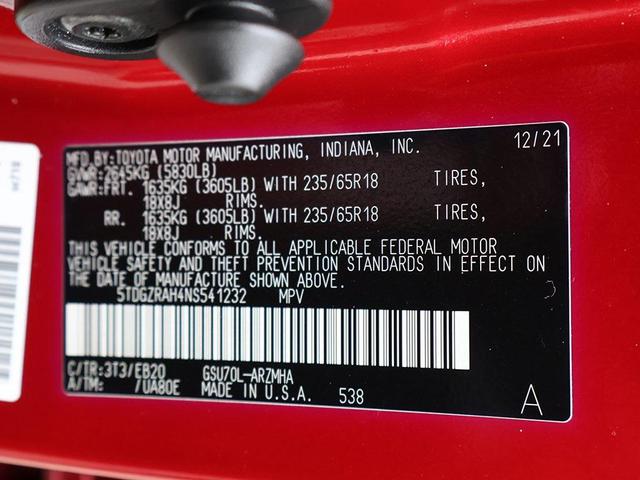 MFD.BY:TOYOTA MOTOR MANUFACTURING, INDIANA, INC. 12/21
GVWR:2645KG (5830LB)
GAWR:FRT. 1635KG (3605LB) WITH 235/65R18 TIRES,
18X8J RIMS.
RR. 1635KG (3605LB) WITH 235/65R18 TIRES,
18X8J RIMS.
THIS VEHICLE CONFORMS TO ALL APPLICABLE FEDERAL MOTOR
VEHICLE SAFETY AND THEFT PREVENTION STANDARDS IN EFFECT ON
THE DATE OF MANUFACTURE SHOWN ABOVE.
5TDGZRAH4NS541232 MPV
C/TR:3T3/EB20 GSU70L-ARZMHA
A/TM: /UA80E MADE IN U.S.A. 538
A